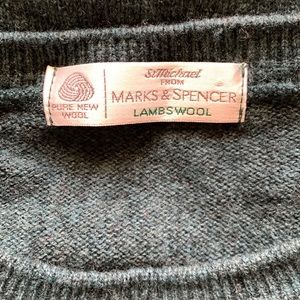 PURE NEW
WOOL
St Michael
FROM
MARKS & SPENCER
LAMBSWOOL